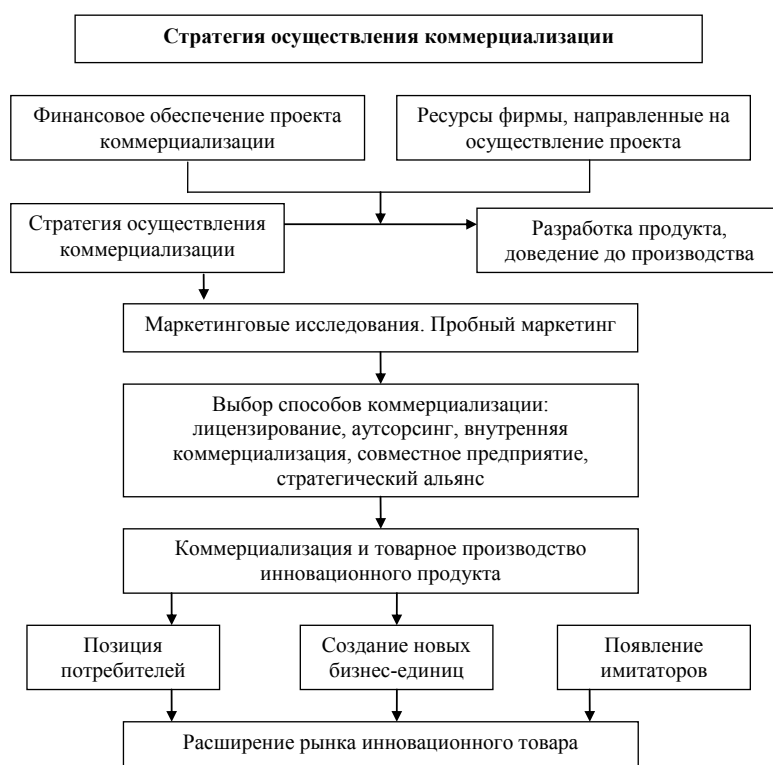 Стратегия осуществления коммерциализации
Финансовое обеспечение проекта
коммерциализации
Ресурсы фирмы, направленные на
осуществление проекта
Стратегия осуществления
коммерциализации
Разработка продукта,
доведение до производства
Маркетинговые исследования. Пробный маркетинг
Выбор способов коммерциализации:
лицензирование, аутсорсинг, внутренняя
коммерциализация, совместное предприятие,
стратегический альянс
Коммерциализация и товарное производство
инновационного продукта
Позиция
потребителей
Создание новых
бизнес-единиц
Появление
имитаторов
Расширение рынка инновационного товара